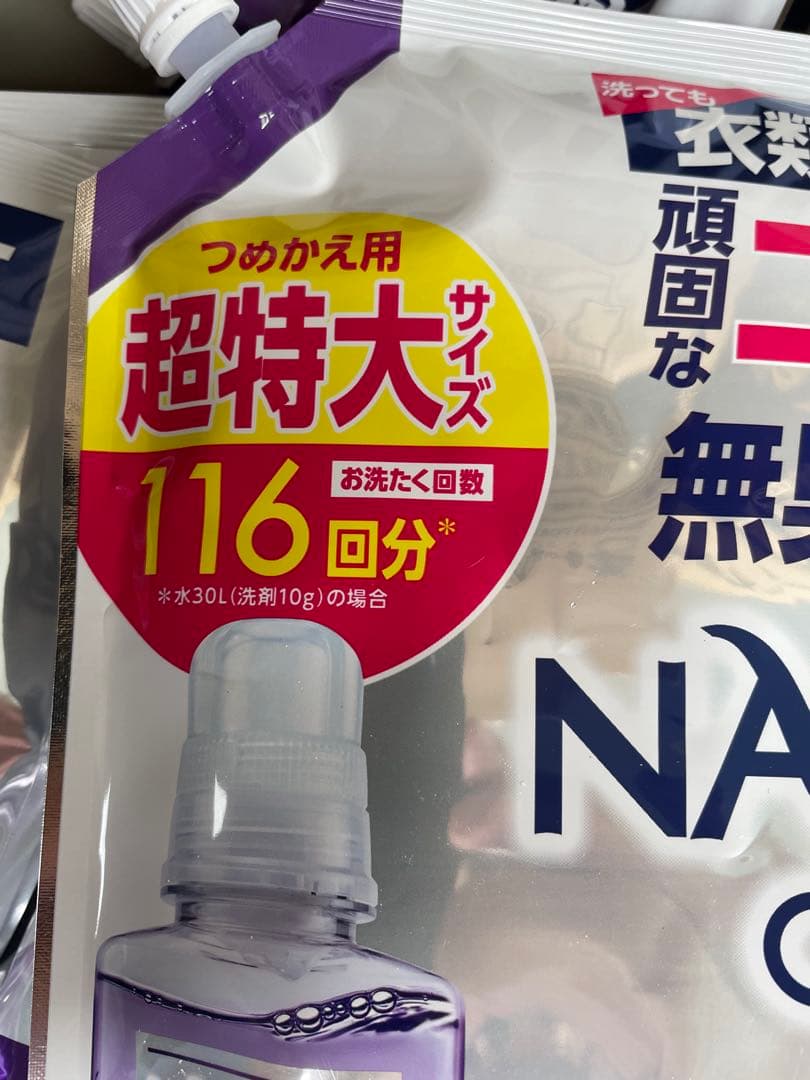 つめかえ用
超特大サイズ
お洗たく回数
116回分*
*水30L(洗剤10g)の場合
洗っても
衣類
頑固な
無臭
NA